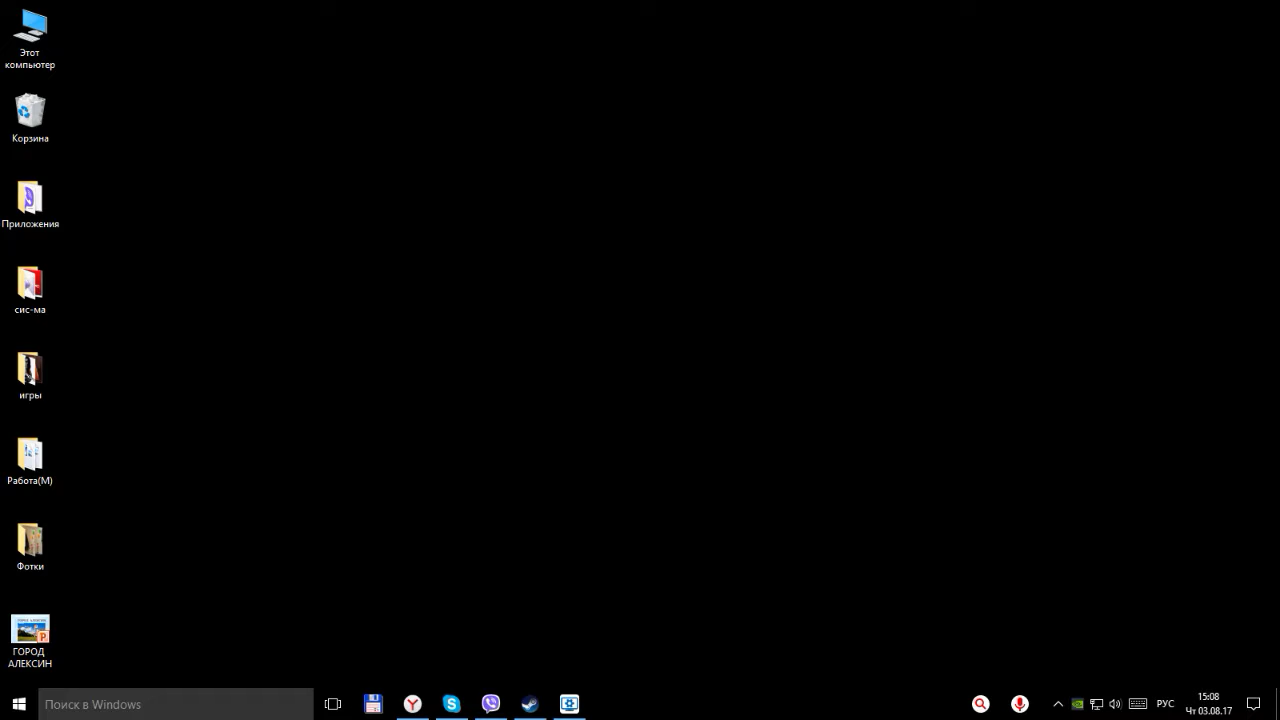 Этот
компьютер
Корзина
Приложения
сис-ма
игры
Работа(М)
Фотки
ГОРОД
АЛЕКСИН
Поиск в Windows
РУС
15:08
Чт 03.08.17